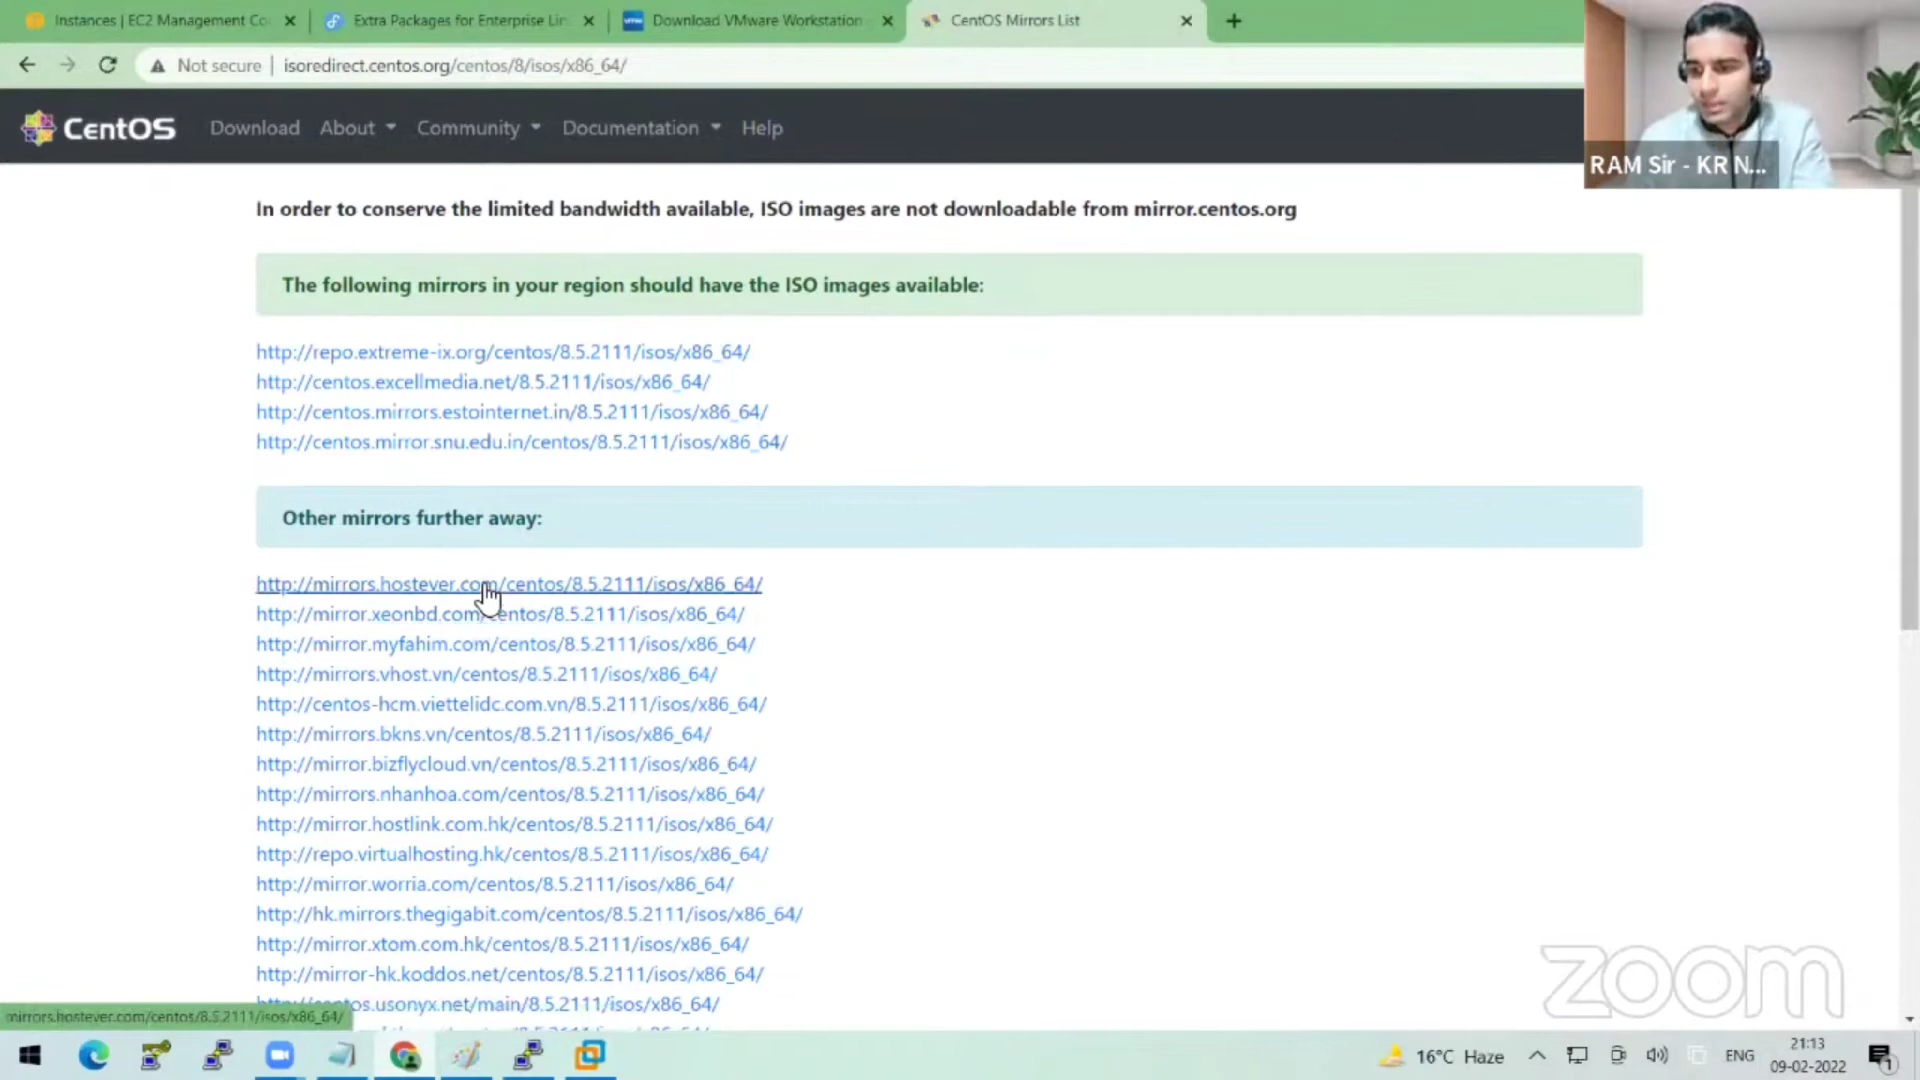 Instances | EC2 Management Co
Extra Packages for Enterprise Lin
Download VMware Workstation
CentOS Mirrors List
Not secure
isoredirect.centos.org/centos/8/isos/x86_64/
CentOS
Download
About
Community
Documentation
Help
RAM Sir - KR N...
In order to conserve the limited bandwidth available, ISO images are not downloadable from mirror.centos.org
The following mirrors in your region should have the ISO images available:
http://repo.extreme-ix.org/centos/8.5.2111/isos/x86_64/
http://centos.excellmedia.net/8.5.2111/isos/x86_64/
http://centos.mirrors.estointernet.in/8.5.2111/isos/x86_64/
http://centos.mirror.snu.edu.in/centos/8.5.2111/isos/x86_64/
Other mirrors further away:
http://mirrors.hostever.com/centos/8.5.2111/isos/x86_64/
http://mirror.xeonbd.com/centos/8.5.2111/isos/x86_64/
http://mirror.myfahim.com/centos/8.5.2111/isos/x86_64/
http://mirrors.vhost.vn/centos/8.5.2111/isos/x86_64/
http://centos-hcm.viettelidc.com.vn/8.5.2111/isos/x86_64/
http://mirrors.bkns.vn/centos/8.5.2111/isos/x86_64/
http://mirror.bizflycloud.vn/centos/8.5.2111/isos/x86_64/
http://mirrors.nhanhoa.com/centos/8.5.2111/isos/x86_64/
http://mirror.hostlink.com.hk/centos/8.5.2111/isos/x86_64/
http://repo.virtualhosting.hk/centos/8.5.2111/isos/x86_64/
http://mirror.worria.com/centos/8.5.2111/isos/x86_64/
http://hk.mirrors.thegigabit.com/centos/8.5.2111/isos/x86_64/
http://mirror.xtom.com.hk/centos/8.5.2111/isos/x86_64/
http://mirror-hk.koddos.net/centos/8.5.2111/isos/x86_64/
http://centos.usonyx.net/main/8.5.2111/isos/x86_64/
mirrors.hostever.com/centos/8.5.2111/isos/x86_64/
zoom
16°C Haze
ENG
21:13
09-02-2022
1